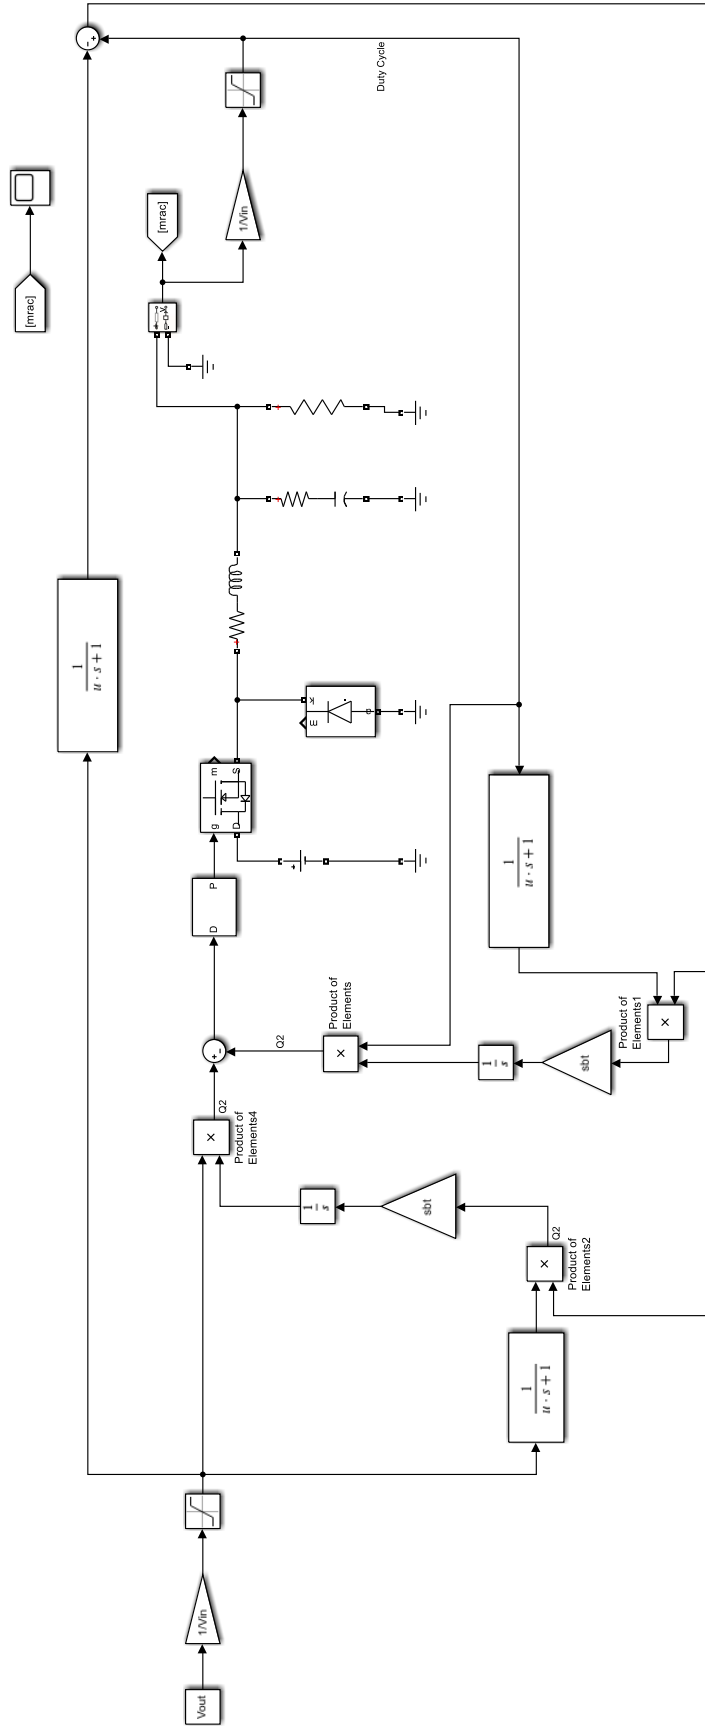 Vout
1/Vin
1
u · s + 1
1
u · s + 1
×
Q2
Product of
Elements2
sbt
1
s
×
Q2
Product of
Elements4
+
-
D
P
g
m
D
S
+
m
k
a
+
+
+
v
+
-
[mrac]
[mrac]
1/Vin
Duty Cycle
-
+
Q2
×
Product of
Elements
1
s
sbt
×
Product of
Elements1
1
u · s + 1